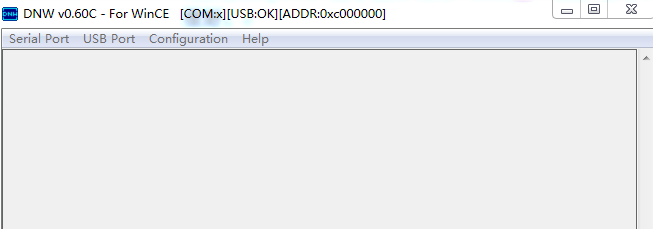 DNW v0.60C - For WinCE [COM:x][USB:OK][ADDR:0xc000000]
Serial Port USB Port Configuration Help